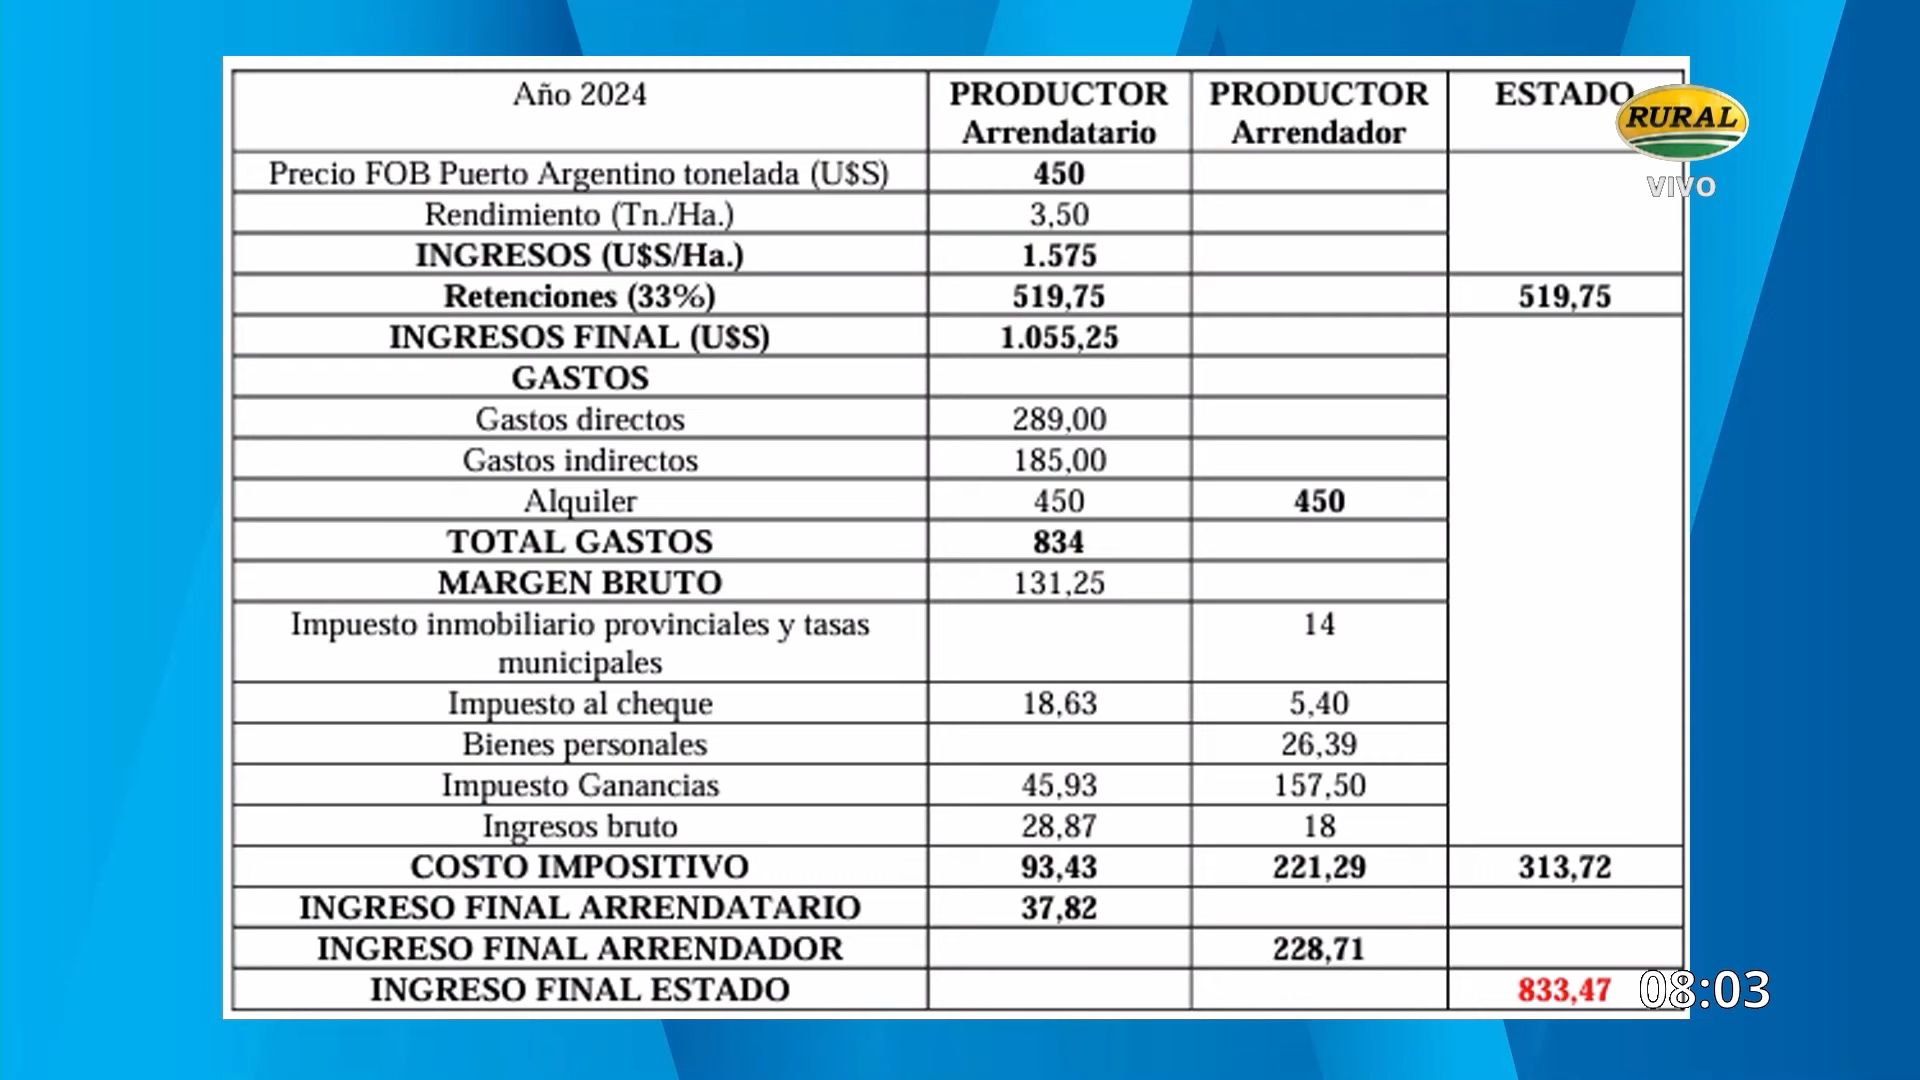 Año 2024 PRODUCTOR PRODUCTOR ESTADO
Arrendatario Arrendador
RURAL
VIVO
Precio FOB Puerto Argentino tonelada (U$S) 450
Rendimiento (Tn./Ha.) 3,50
INGRESOS (U$S/Ha.) 1.575
Retenciones (33%) 519,75 519,75
INGRESOS FINAL (U$S) 1.055,25
GASTOS
Gastos directos 289,00
Gastos indirectos 185,00
Alquiler 450 450
TOTAL GASTOS 834
MARGEN BRUTO 131,25
Impuesto inmobiliario provinciales y tasas 14
municipales
Impuesto al cheque 18,63 5,40
Bienes personales 26,39
Impuesto Ganancias 45,93 157,50
Ingresos bruto 28,87 18
COSTO IMPOSITIVO 93,43 221,29 313,72
INGRESO FINAL ARRENDATARIO 37,82
INGRESO FINAL ARRENDADOR 228,71
INGRESO FINAL ESTADO 833,47
08:03